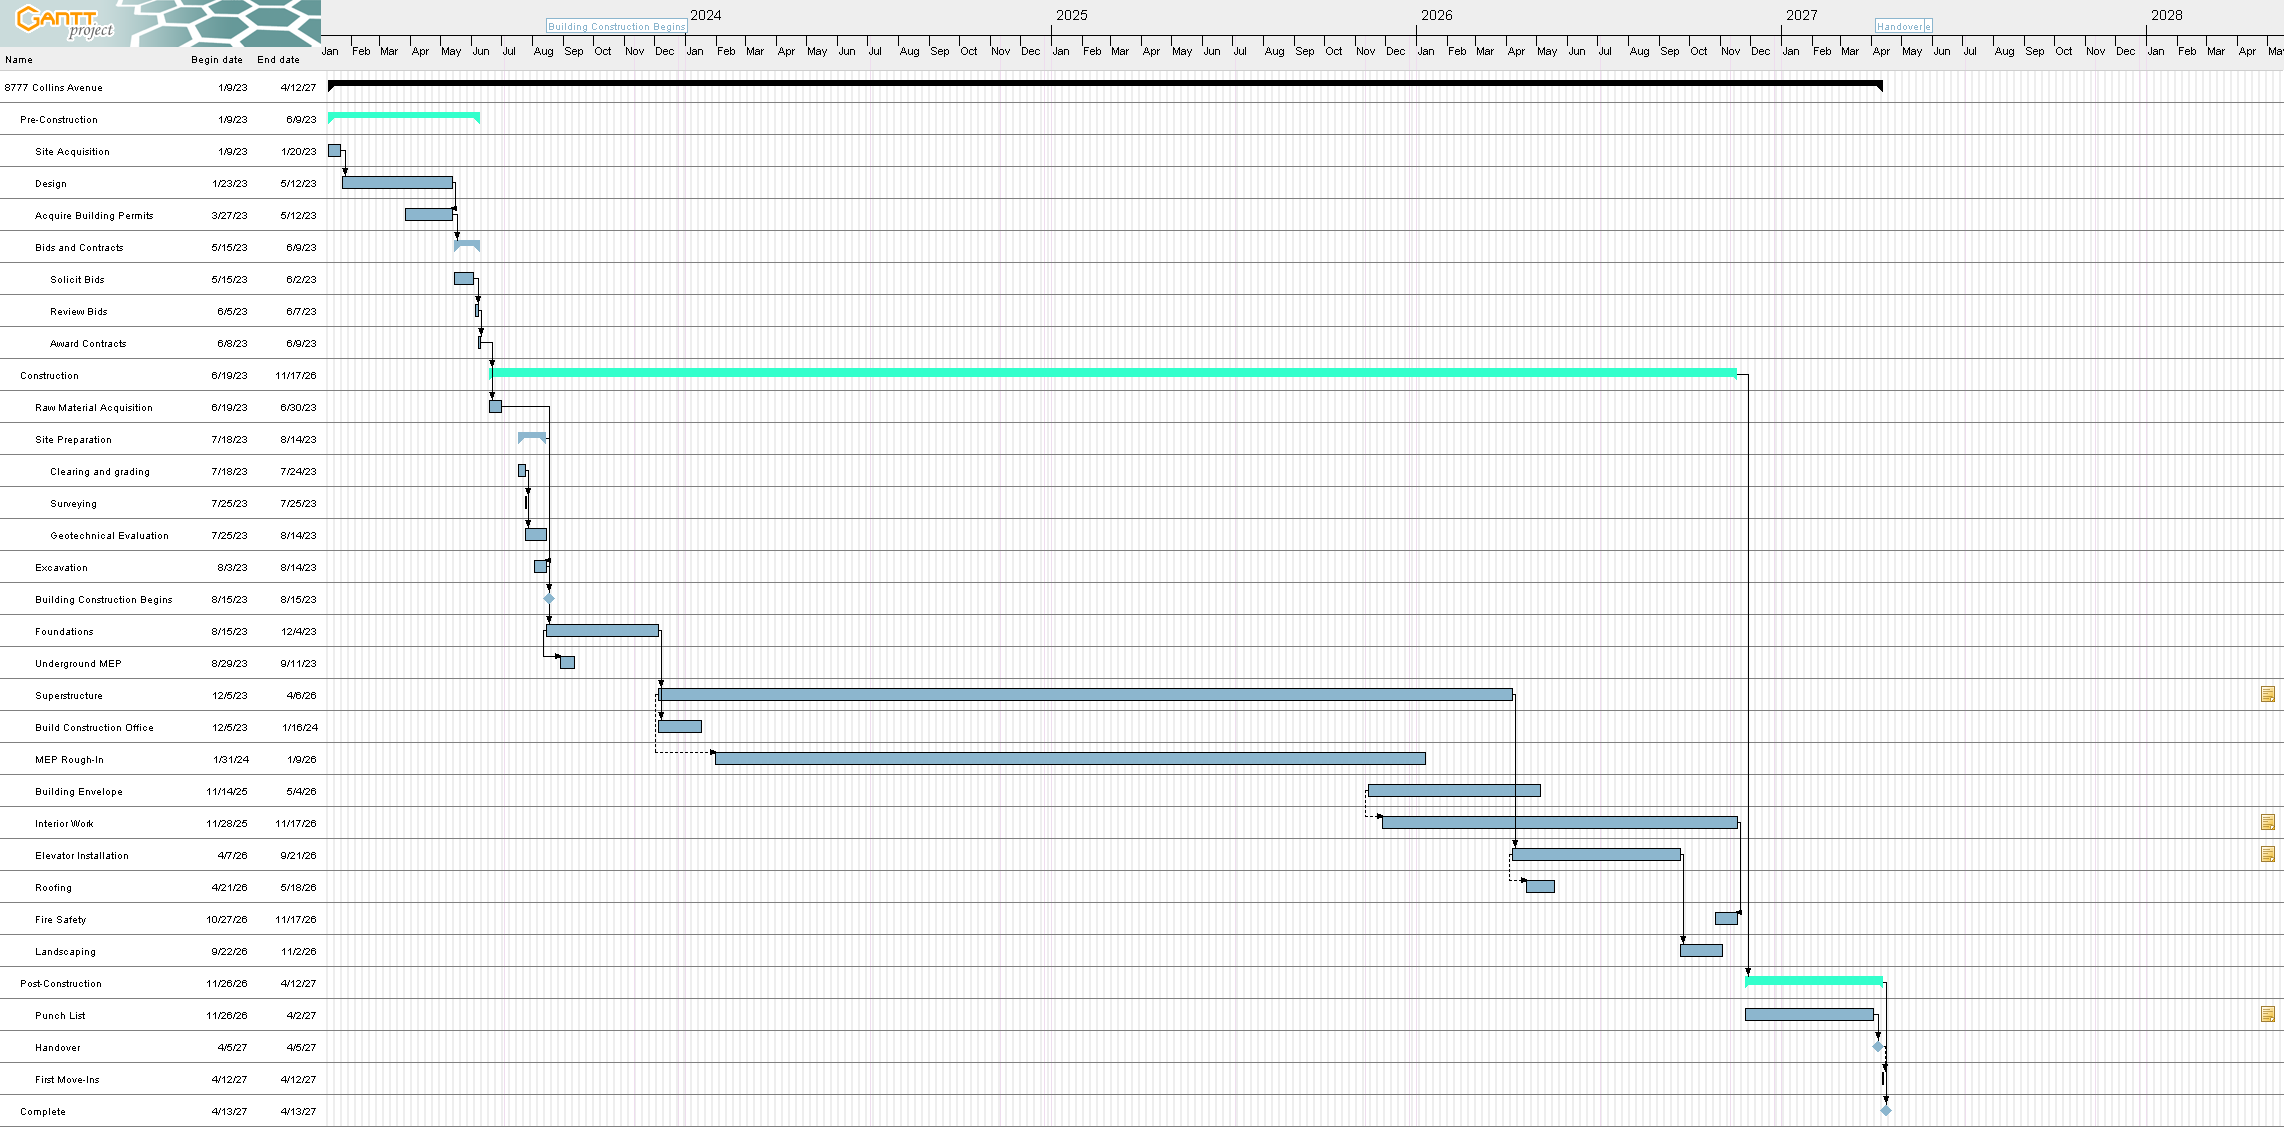 GANTT
project
2024
2025
2026
2027
2028
Building Construction Begins
Handover
Jan Feb Mar Apr May Jun Jul Aug Sep Oct Nov Dec Jan Feb Mar Apr May Jun Jul Aug Sep Oct Nov Dec Jan Feb Mar Apr May Jun Jul Aug Sep Oct Nov Dec Jan Feb Mar Apr May Jun Jul Aug Sep Oct Nov Dec Jan Feb Mar Apr May Jun Jul Aug Sep Oct Nov Dec Jan Feb Mar Apr May
Name Begin date End date
8777 Collins Avenue 1/9/23 4/12/27
Pre-Construction 1/9/23 6/9/23
Site Acquisition 1/9/23 1/20/23
Design 1/23/23 5/12/23
Acquire Building Permits 3/27/23 5/12/23
Bids and Contracts 5/15/23 6/9/23
Solicit Bids 5/15/23 6/2/23
Review Bids 6/5/23 6/7/23
Award Contracts 6/8/23 6/9/23
Construction 6/19/23 11/17/26
Raw Material Acquisition 6/19/23 6/30/23
Site Preparation 7/18/23 8/14/23
Clearing and grading 7/18/23 7/24/23
Surveying 7/25/23 7/25/23
Geotechnical Evaluation 7/25/23 8/14/23
Excavation 8/3/23 8/14/23
Building Construction Begins 8/15/23 8/15/23
Foundations 8/15/23 12/4/23
Underground MEP 8/29/23 9/11/23
Superstructure 12/5/23 4/6/26
Build Construction Office 12/5/23 1/16/24
MEP Rough-In 1/31/24 1/9/26
Building Envelope 11/14/25 5/4/26
Interior Work 11/28/25 11/17/26
Elevator Installation 4/7/26 9/21/26
Roofing 4/21/26 5/18/26
Fire Safety 10/27/26 11/17/26
Landscaping 9/22/26 11/2/26
Post-Construction 11/26/26 4/12/27
Punch List 11/26/26 4/2/27
Handover 4/5/27 4/5/27
First Move-Ins 4/12/27 4/12/27
Complete 4/13/27 4/13/27